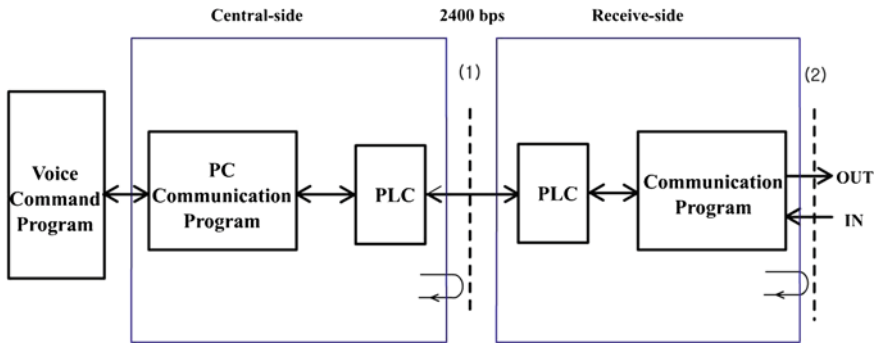 Central-side
2400 bps
Receive-side
(1)
(2)
Voice
Command
Program
PC
Communication
Program
PLC
PLC
Communication
Program
OUT
IN